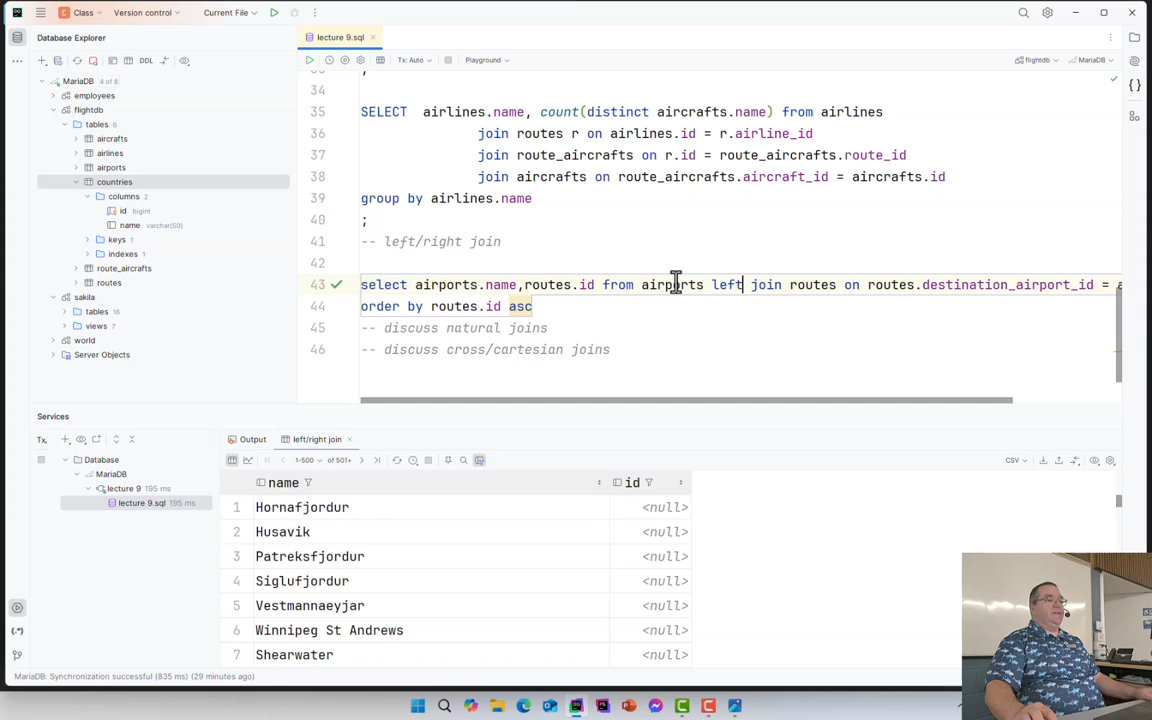 Class
Version control
Current File
Database Explorer
lecture 9.sql
DDL
Tx: Auto
Playground
flightdb
MariaDB
MariaDB 4 of 8
employees
flightdb
tables 6
aircrafts
airlines
airports
countries
columns 2
id bigint
name varchar(50)
keys 1
indexes 1
route_aircrafts
routes
sakila
tables 16
views 7
world
Server Objects
34
35 SELECT airlines.name, count(distinct aircrafts.name) from airlines
36 join routes r on airlines.id = r.airline_id
37 join route_aircrafts on r.id = route_aircrafts.route_id
38 join aircrafts on route_aircrafts.aircraft_id = aircrafts.id
39 group by airlines.name
40 ;
41 -- left/right join
42
43 select airports.name,routes.id from airports left join routes on routes.destination_airport_id =
44 order by routes.id asc
45 -- discuss natural joins
46 -- discuss cross/cartesian joins
Services
Tx
Output
left/right join
Database
MariaDB
lecture 9 195 ms
lecture 9.sql 195 ms
1-500 of 501+
CSV
name id
1 Hornafjordur <null>
2 Husavik <null>
3 Patreksfjordur <null>
4 Siglufjordur <null>
5 Vestmannaeyjar <null>
6 Winnipeg St Andrews <null>
7 Shearwater <null>
MariaDB: Synchronization successful (835 ms) (29 minutes ago)